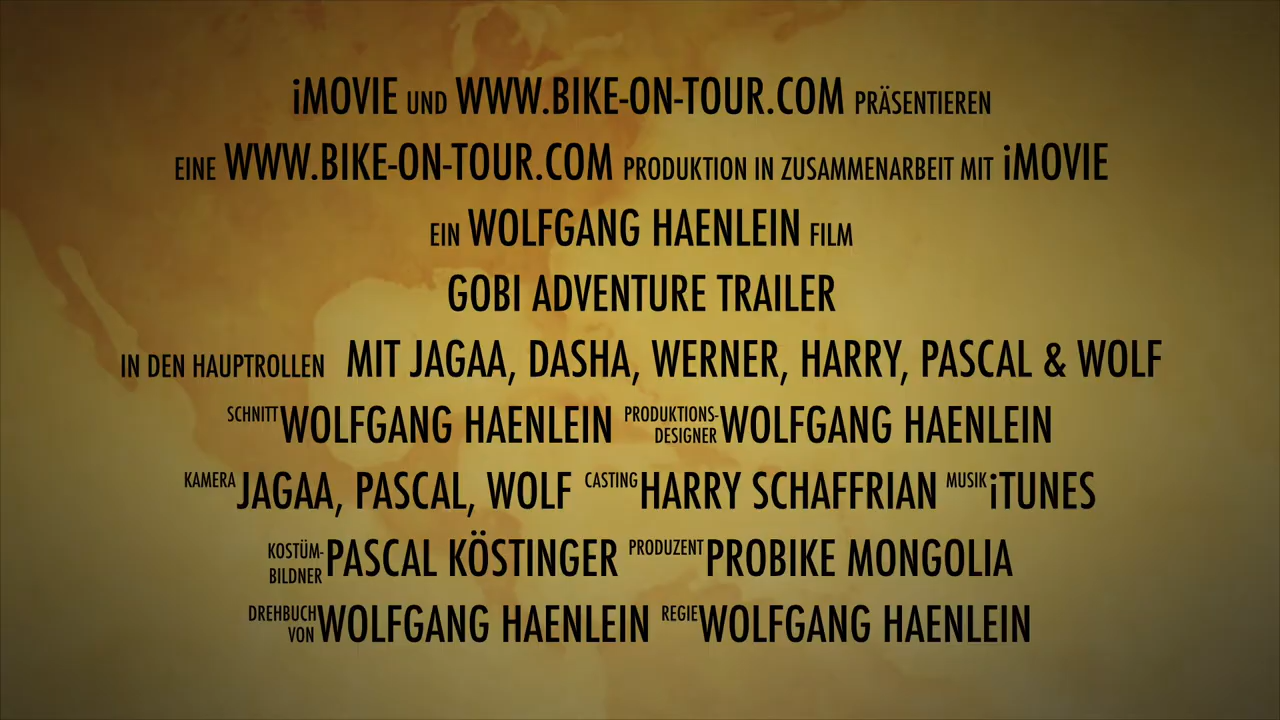 iMOVIE UND WWW.BIKE-ON-TOUR.COM PRÄSENTIEREN
EINE WWW.BIKE-ON-TOUR.COM PRODUKTION IN ZUSAMMENARBEIT MIT iMOVIE
EIN WOLFGANG HAENLEIN FILM
GOBI ADVENTURE TRAILER
IN DEN HAUPTROLLEN MIT JAGAA, DASHA, WERNER, HARRY, PASCAL & WOLF
SCHNITT WOLFGANG HAENLEIN PRODUKTIONS-DESIGNER WOLFGANG HAENLEIN
KAMERA JAGAA, PASCAL, WOLF CASTING HARRY SCHAFFRIAN MUSIK iTUNES
KOSTÜM-BILDNER PASCAL KÖSTINGER PRODUZENT PROBIKE MONGOLIA
DREHBUCH VON WOLFGANG HAENLEIN REGIE WOLFGANG HAENLEIN